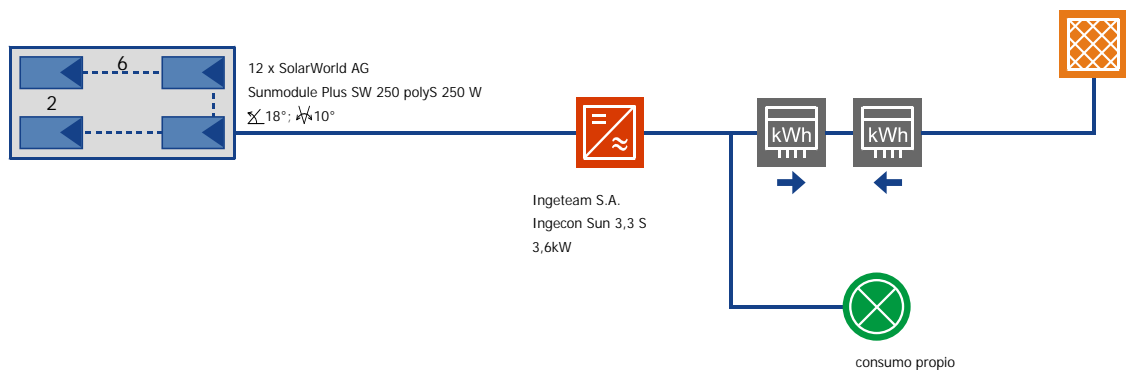 6
2
12 x SolarWorld AG
Sunmodule Plus SW 250 polyS 250 W
18°; 10°
kWh
kWh
Ingeteam S.A.
Ingecon Sun 3,3 S
3,6kW
consumo propio